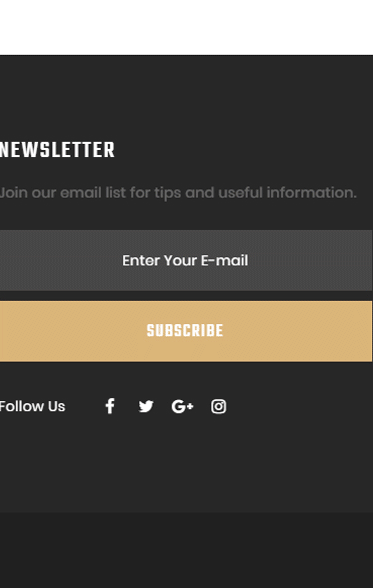 NEWSLETTER
Join our email list for tips and useful information.
Enter Your E-mail
SUBSCRIBE
Follow Us